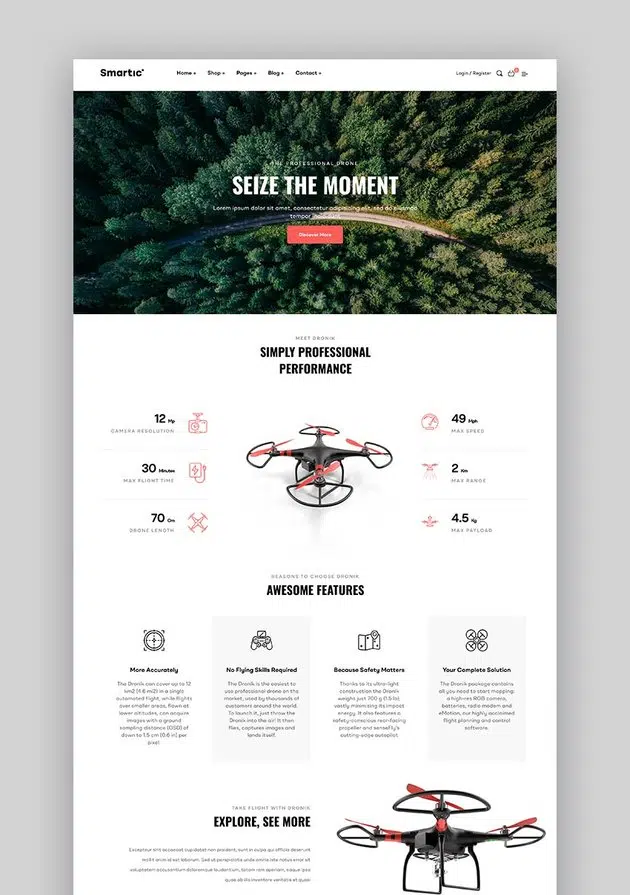 Smartic
Home Shop Pages Blog Contact Login / Register
THE PROFESSIONAL DRONE
SEIZE THE MOMENT
Lorem ipsum dolor sit amet, consectetur adipisicing elit, sed do eiusmod
tempor incididunt
Discover More
MEET DRONIK
SIMPLY PROFESSIONAL
PERFORMANCE
12 Mp
CAMERA RESOLUTION
30 Minutes
MAX FLIGHT TIME
70 Cm
DRONE LENGTH
49 Mph
MAX SPEED
2 Km
MAX RANGE
4.5 Kg
MAX PAYLOAD
REASONS TO CHOOSE DRONIK
AWESOME FEATURES
More Accurately
The Dronik can cover up to 12
km2 (4.6 mi2) in a single
automated flight, while flights
over smaller areas, flown at
lower altitudes, can acquire
images with a ground
sampling distance (GSD) of
down to 1.5 cm (0.6 in) per
pixel
No Flying Skills Required
The Dronik is the easiest to
use professional drone on the
market, used by thousands of
customers around the world.
To launch it, just throw the
Dronik into the air! It then
flies, captures images and
lands itself.
Because Safety Matters
Thanks to its ultra-light
construction the Dronik
weighs just 700 g (1.5 lb),
vastly minimising its impact
energy. It also features a
safety-conscious rear-facing
propeller and senseFly's
cutting-edge autopilot.
Your Complete Solution
The Dronik package contains
all you need to start mapping:
a high-res RGB camera,
batteries, radio modem and
eMotion, our highly acclaimed
flight planning and control
software.
TAKE FLIGHT WITH DRONIK
EXPLORE, SEE MORE
Excepteur sint occaecat cupidatat non proident, sunt in culpa qui officia deserunt
mollit anim id est laborum. Sed ut perspiciatis unde omnis iste natus error sit
voluptatem accusantium doloremque laudantium, totam rem aperiam, eaque ipsa
quae ab illo inventore veritatis et quasi